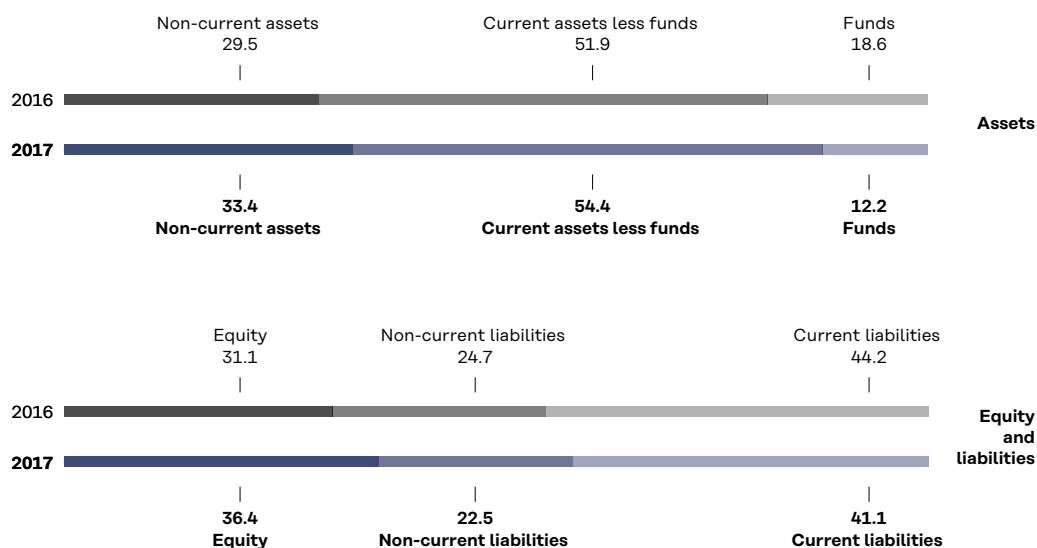 Non-current assets
29.5
Current assets less funds
51.9
Funds
18.6
2016
Assets
2017
33.4
Non-current assets
54.4
Current assets less funds
12.2
Funds
Equity
31.1
Non-current liabilities
24.7
Current liabilities
44.2
2016
Equity
and
liabilities
2017
36.4
Equity
22.5
Non-current liabilities
41.1
Current liabilities